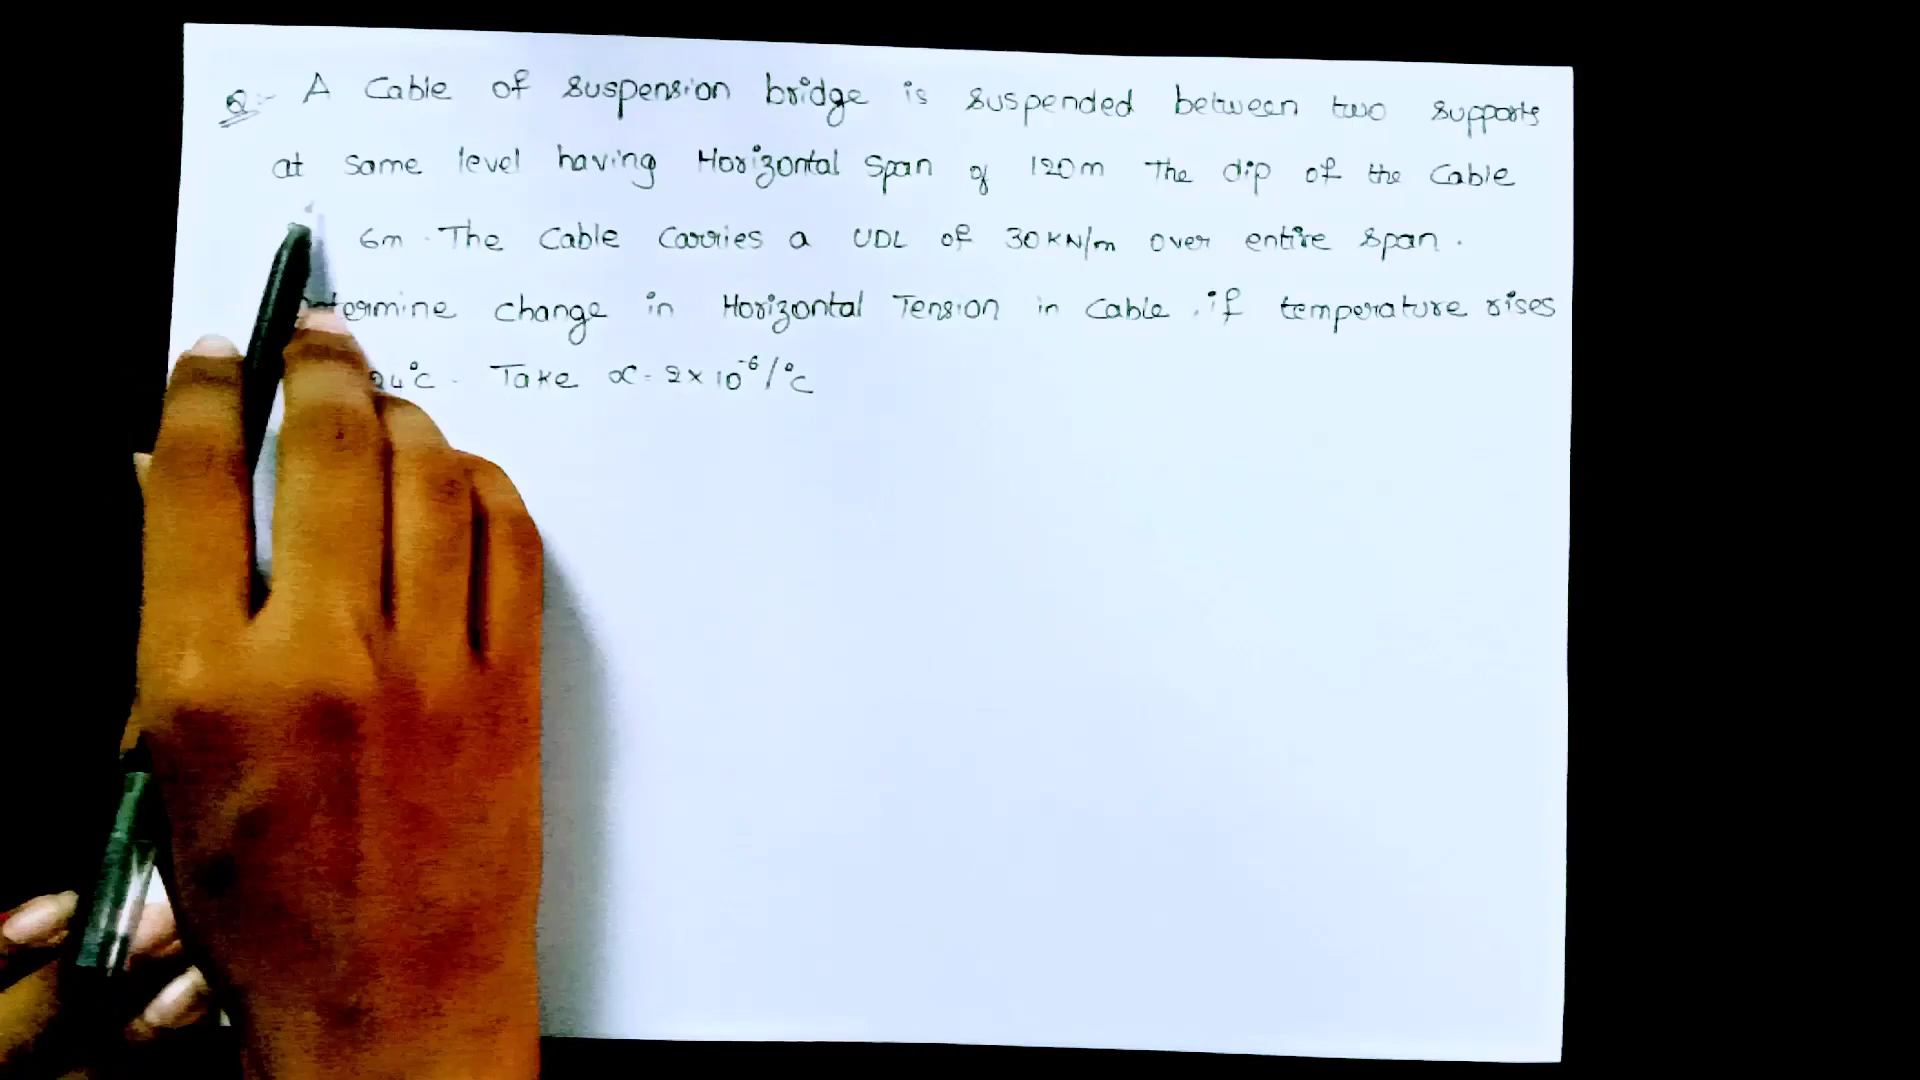 Q:- A Cable of suspension bridge is suspended between two supports
at same level having Horizontal span of 120m The dip of the Cable
6m. The Cable Carries a UDL of 30KN/m over entire span.
change in Horizontal Tension in Cable, if temperature rises
Take α = 2 × 10⁻⁶/°C